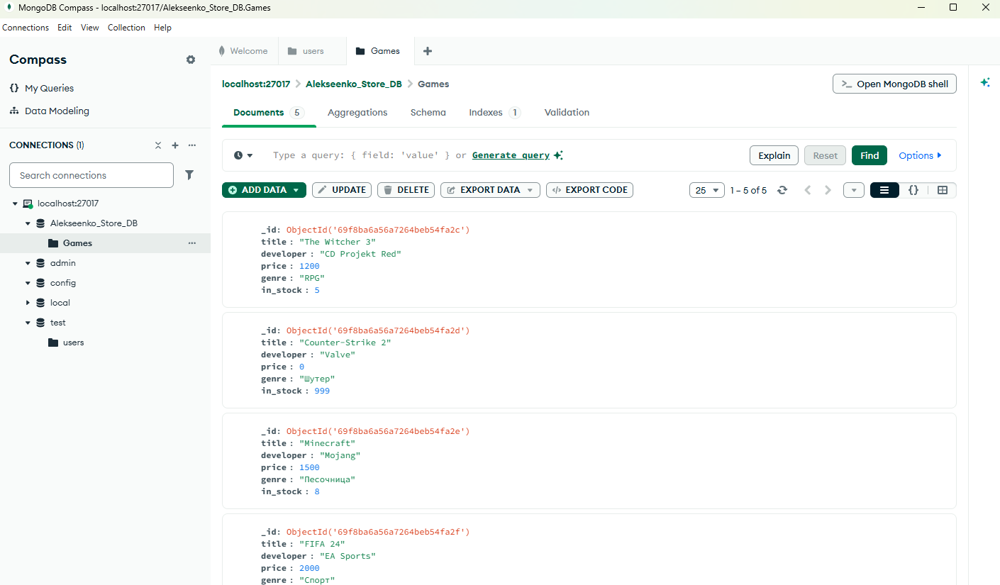 MongoDB Compass - localhost:27017/Alekseenko_Store_DB.Games
Connections Edit View Collection Help
Compass
My Queries
Data Modeling
CONNECTIONS (1)
Search connections
localhost:27017
Alekseenko_Store_DB
Games
admin
config
local
test
users
Welcome users Games
localhost:27017 Alekseenko_Store_DB Games
>_ Open MongoDB shell
Documents 5 Aggregations Schema Indexes 1 Validation
Type a query: { field: 'value' } or Generate query
Explain Reset Find Options
ADD DATA UPDATE DELETE EXPORT DATA EXPORT CODE
25 1 – 5 of 5
_id: ObjectId('69f8ba6a56a7264beb54fa2c')
title : "The Witcher 3"
developer : "CD Projekt Red"
price : 1200
genre : "RPG"
in_stock : 5
_id: ObjectId('69f8ba6a56a7264beb54fa2d')
title : "Counter-Strike 2"
developer : "Valve"
price : 0
genre : "Шутер"
in_stock : 999
_id: ObjectId('69f8ba6a56a7264beb54fa2e')
title : "Minecraft"
developer : "Mojang"
price : 1500
genre : "Песочница"
in_stock : 8
_id: ObjectId('69f8ba6a56a7264beb54fa2f')
title : "FIFA 24"
developer : "EA Sports"
price : 2000
genre : "Спорт"